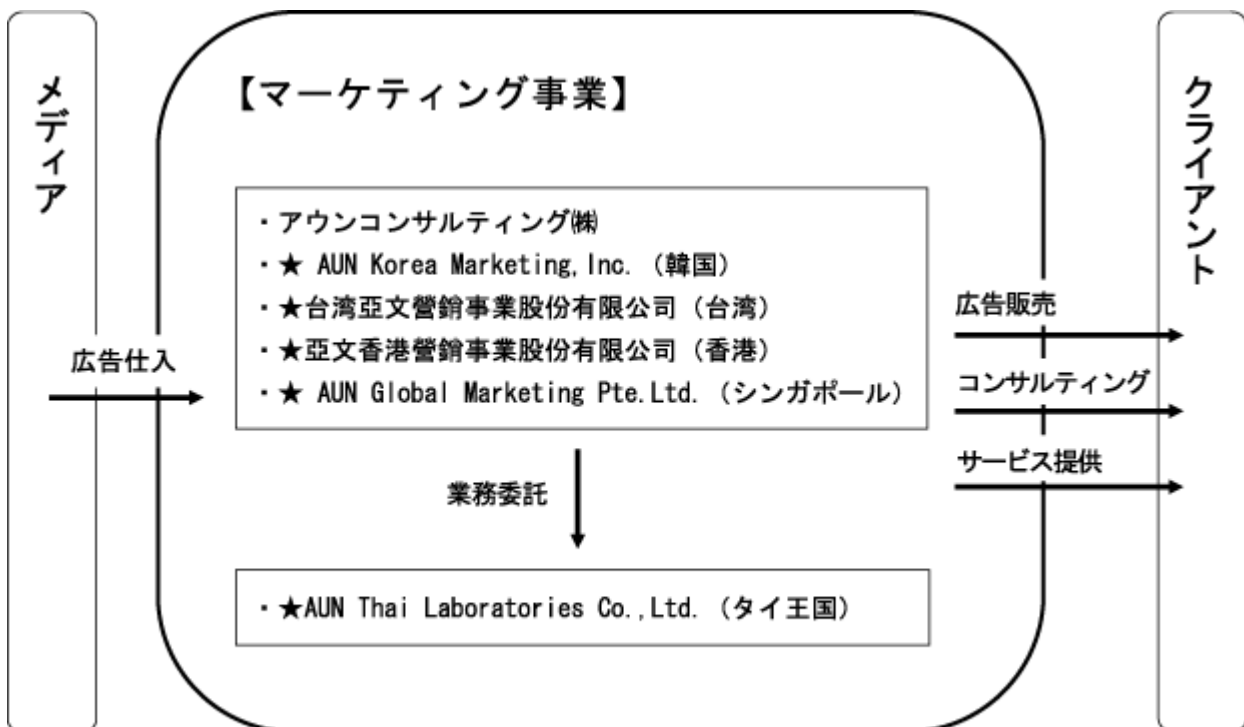 メディア
【マーケティング事業】
クライアント
・アウンコンサルティング㈱
・★ AUN Korea Marketing,Inc.（韓国）
・★台湾亞文營銷事業股份有限公司（台湾）
・★亞文香港營銷事業股份有限公司（香港）
・★ AUN Global Marketing Pte.Ltd.（シンガポール）
広告仕入
広告販売
コンサルティング
サービス提供
業務委託
・★AUN Thai Laboratories Co.,Ltd.（タイ王国）